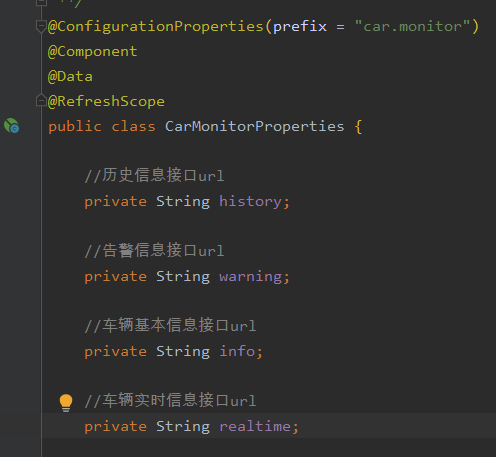 **/
@ConfigurationProperties(prefix = "car.monitor")
@Component
@Data
@RefreshScope
public class CarMonitorProperties {
//历史信息接口url
private String history;
//告警信息接口url
private String warning;
//车辆基本信息接口url
private String info;
//车辆实时信息接口url
private String realtime;